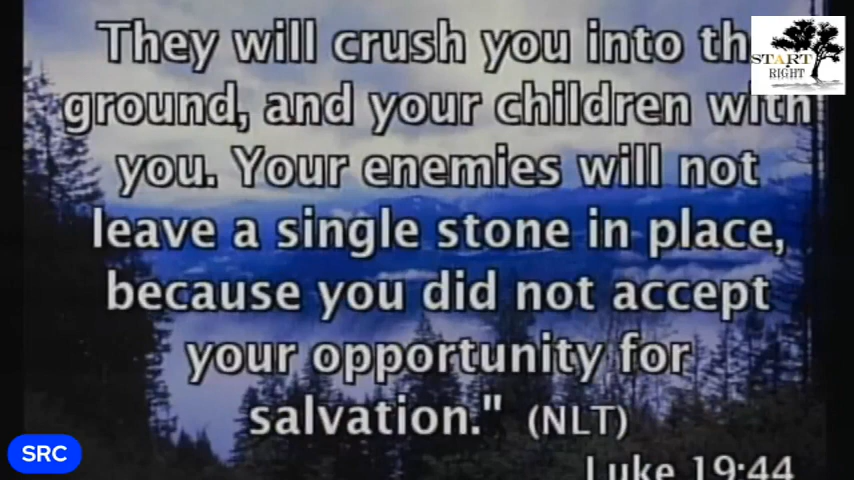 They will crush you into th
ground, and your children with
you. Your enemies will not
leave a single stone in place,
because you did not accept
your opportunity for
salvation." (NLT)
Luke 19:44
START
RIGHT
SRC